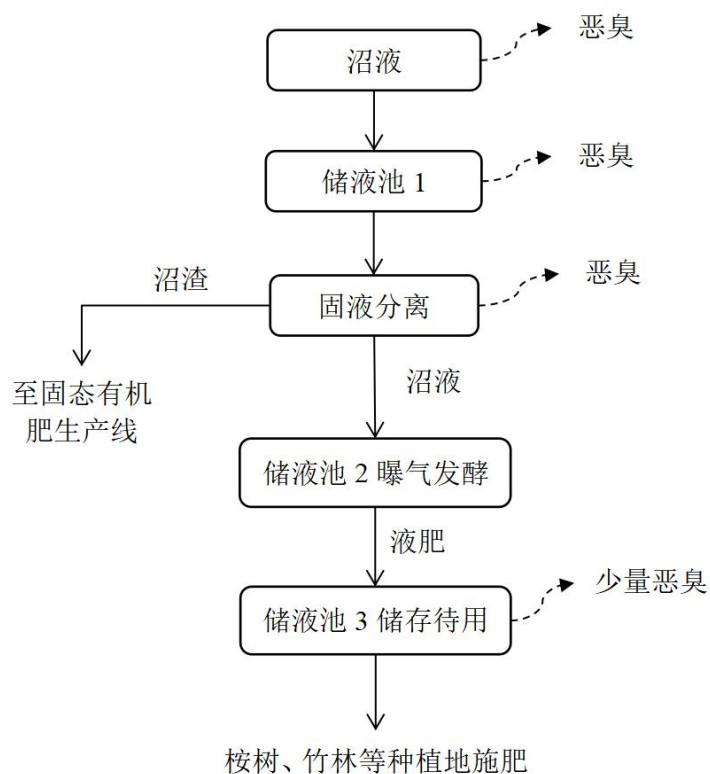 恶臭
沼液
恶臭
储液池 1
沼渣
固液分离
恶臭
至固态有机
肥生产线
沼液
储液池 2 曝气发酵
液肥
少量恶臭
储液池 3 储存待用
桉树、竹林等种植地施肥